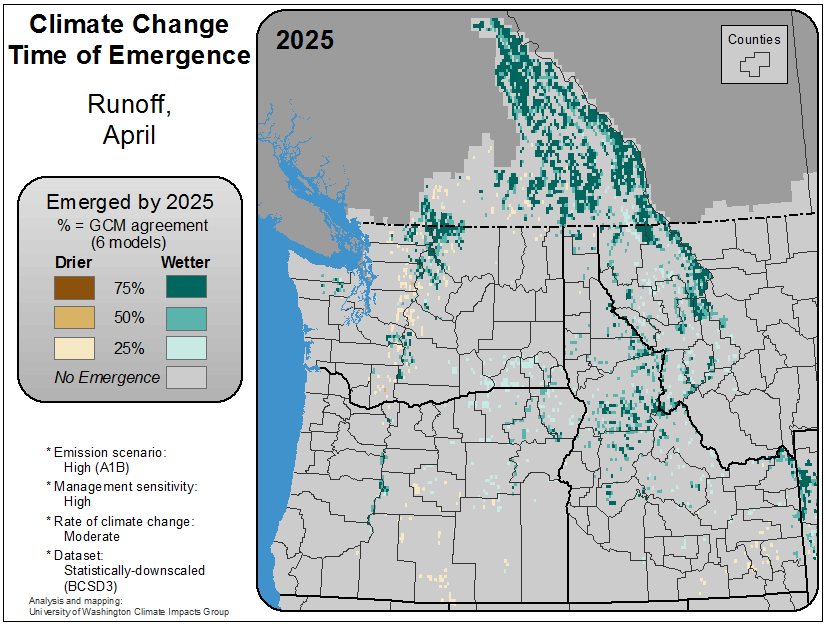 Climate Change
Time of Emergence
Runoff,
April
Emerged by 2025
% = GCM agreement
(6 models)
Drier Wetter
75%
50%
25%
No Emergence
* Emission scenario:
High (A1B)
* Management sensitivity:
High
* Rate of climate change:
Moderate
* Dataset:
Statistically-downscaled
(BCSD3)
Analysis and mapping:
University of Washington Climate Impacts Group
2025
Counties